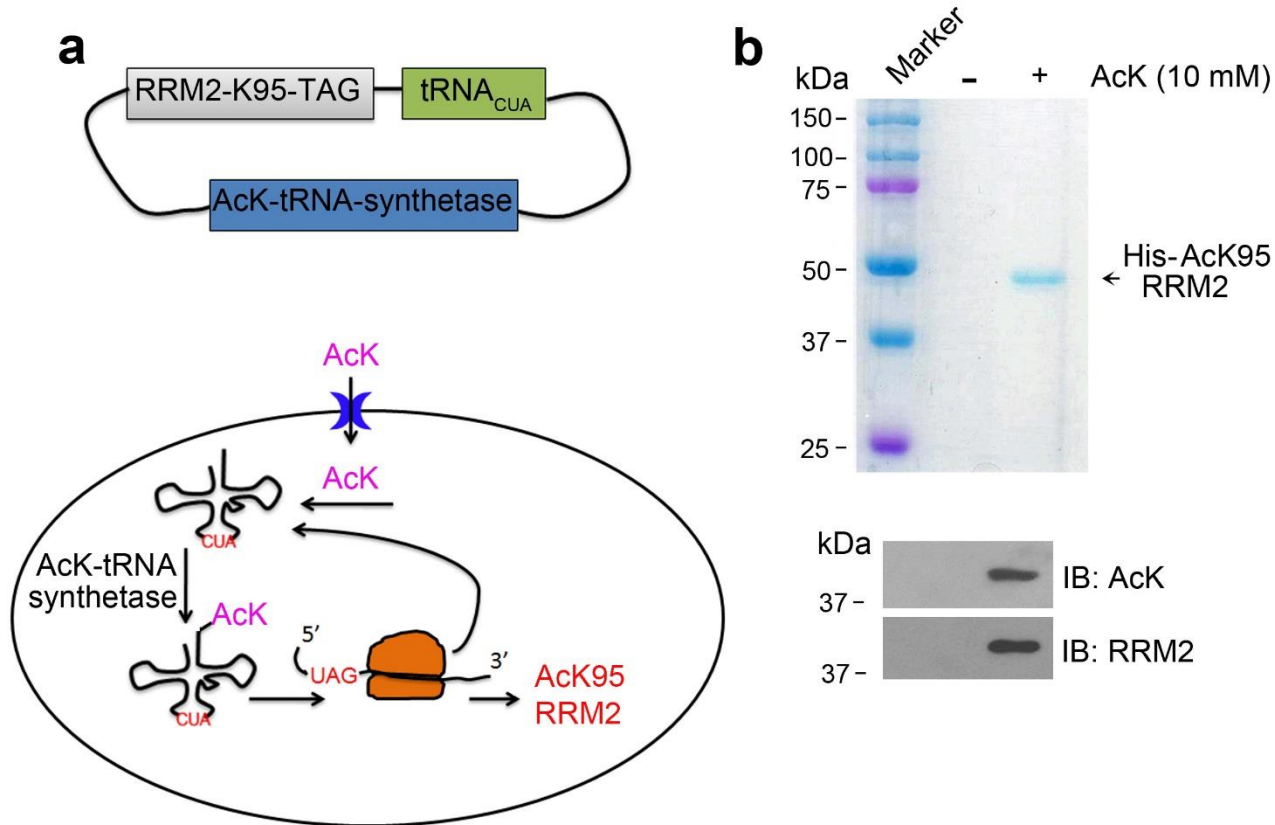 a
RRM2-K95-TAG
tRNA_CUA
AcK-tRNA-synthetase
AcK
AcK
CUA
AcK-tRNA
synthetase
AcK
CUA
5'
UAG
3'
AcK95
RRM2
b
kDa
Marker
-
+
AcK (10 mM)
150
100
75
50
37
25
His-AcK95
RRM2
kDa
37
IB: AcK
37
IB: RRM2